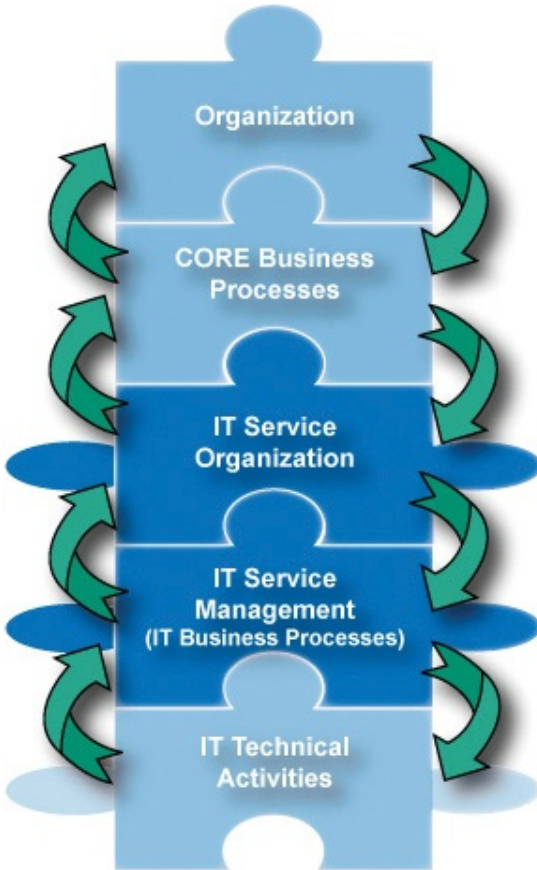 Organization
CORE Business
Processes
IT Service
Organization
IT Service
Management
(IT Business Processes)
IT Technical
Activities